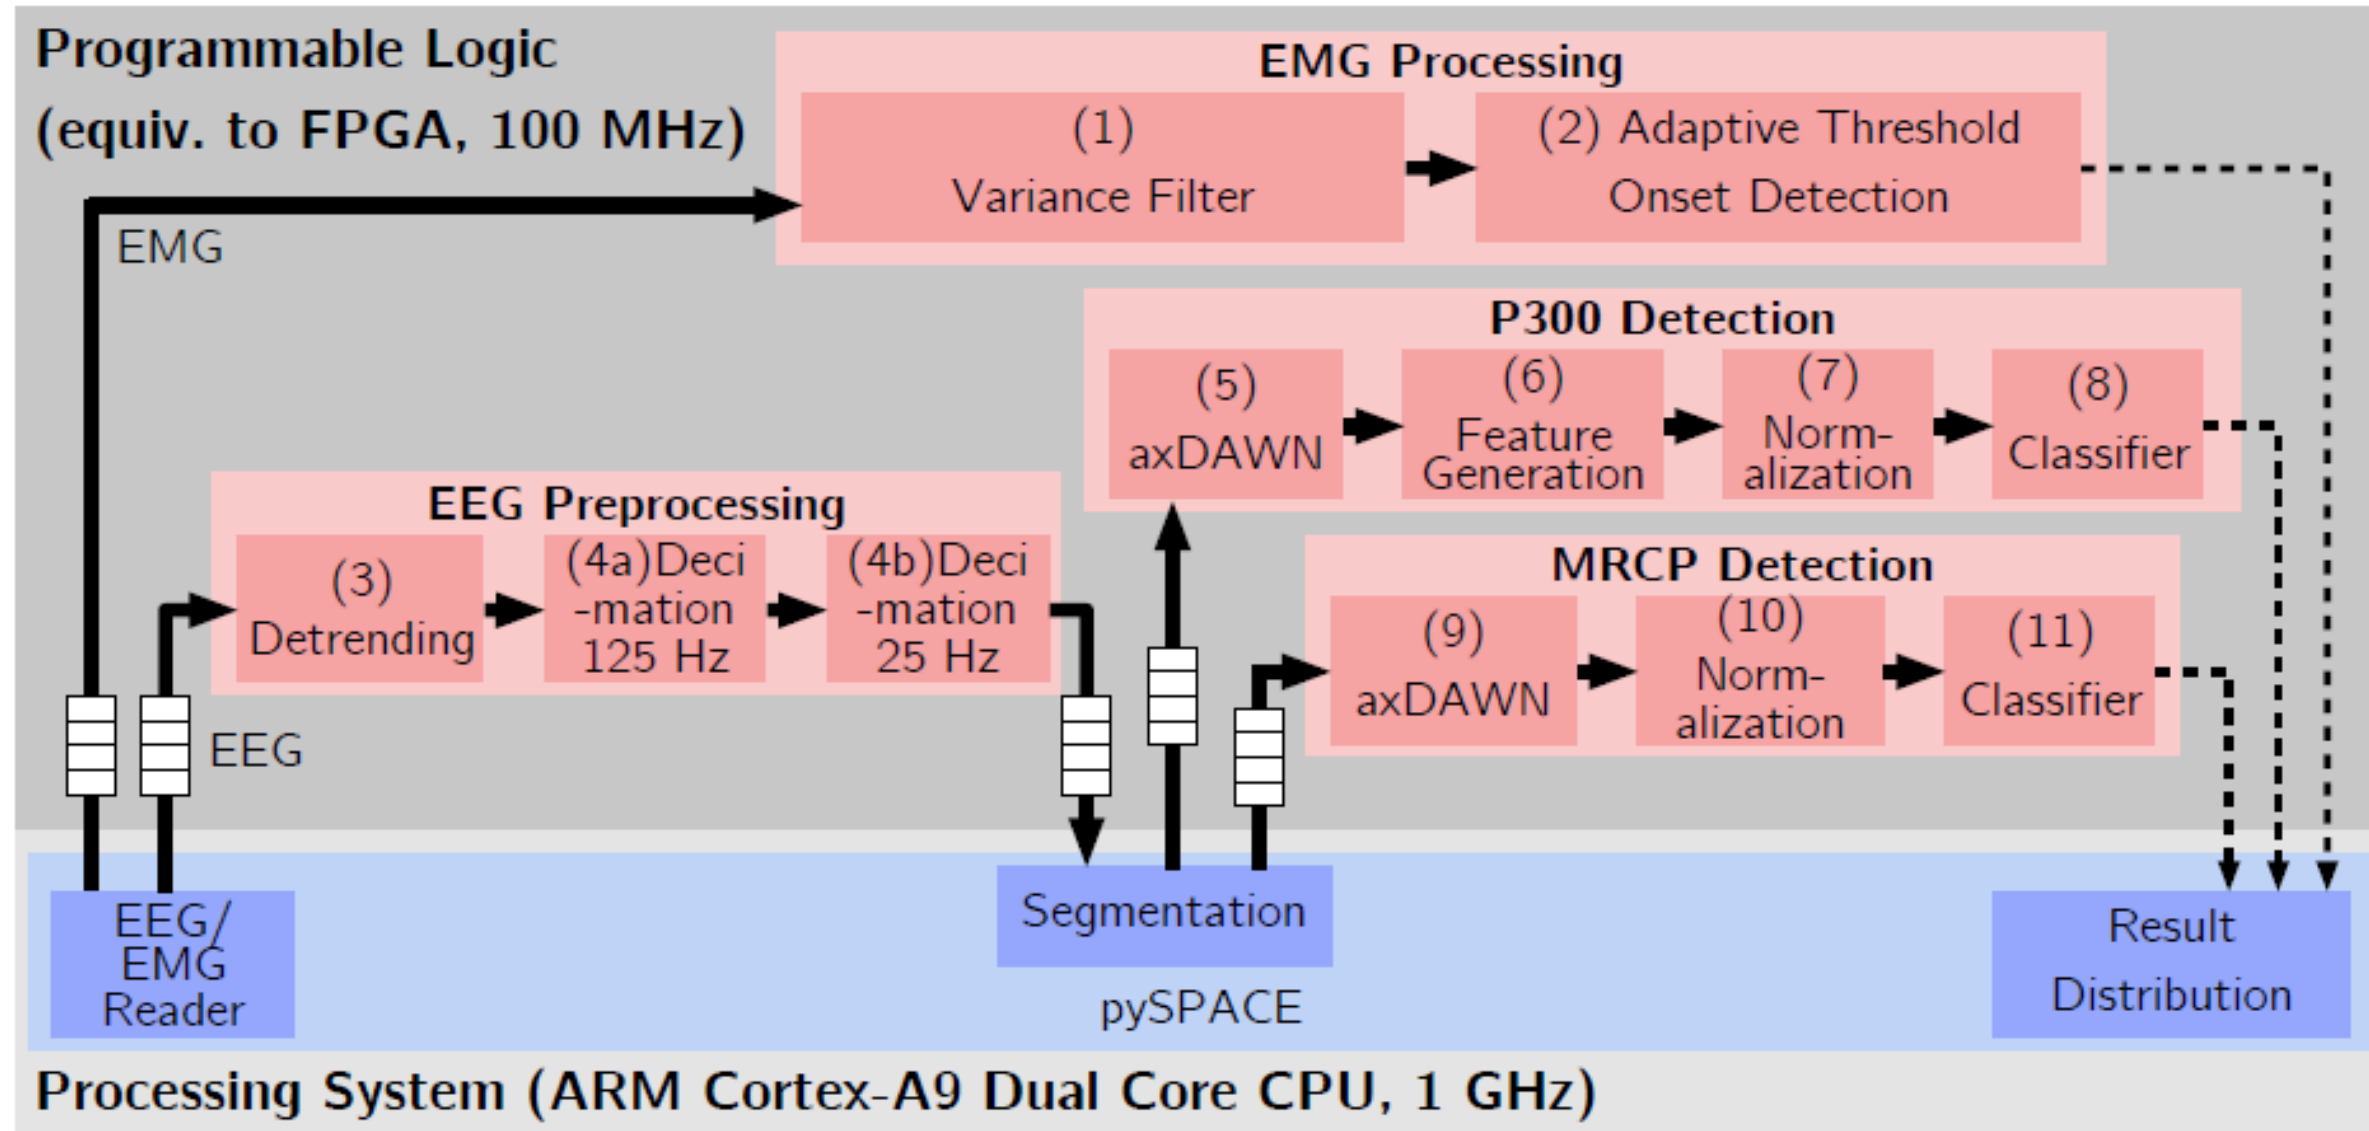 Programmable Logic
(equiv. to FPGA, 100 MHz)
EMG Processing
(1)
Variance Filter
(2) Adaptive Threshold
Onset Detection
EMG
P300 Detection
(5)
axDAWN
(6)
Feature
Generation
(7)
Norm-
alization
(8)
Classifier
EEG Preprocessing
(3)
Detrending
(4a)Deci
-mation
125 Hz
(4b)Deci
-mation
25 Hz
MRCP Detection
(9)
axDAWN
(10)
Norm-
alization
(11)
Classifier
EEG
EEG/
EMG
Reader
Segmentation
pySPACE
Result
Distribution
Processing System (ARM Cortex-A9 Dual Core CPU, 1 GHz)